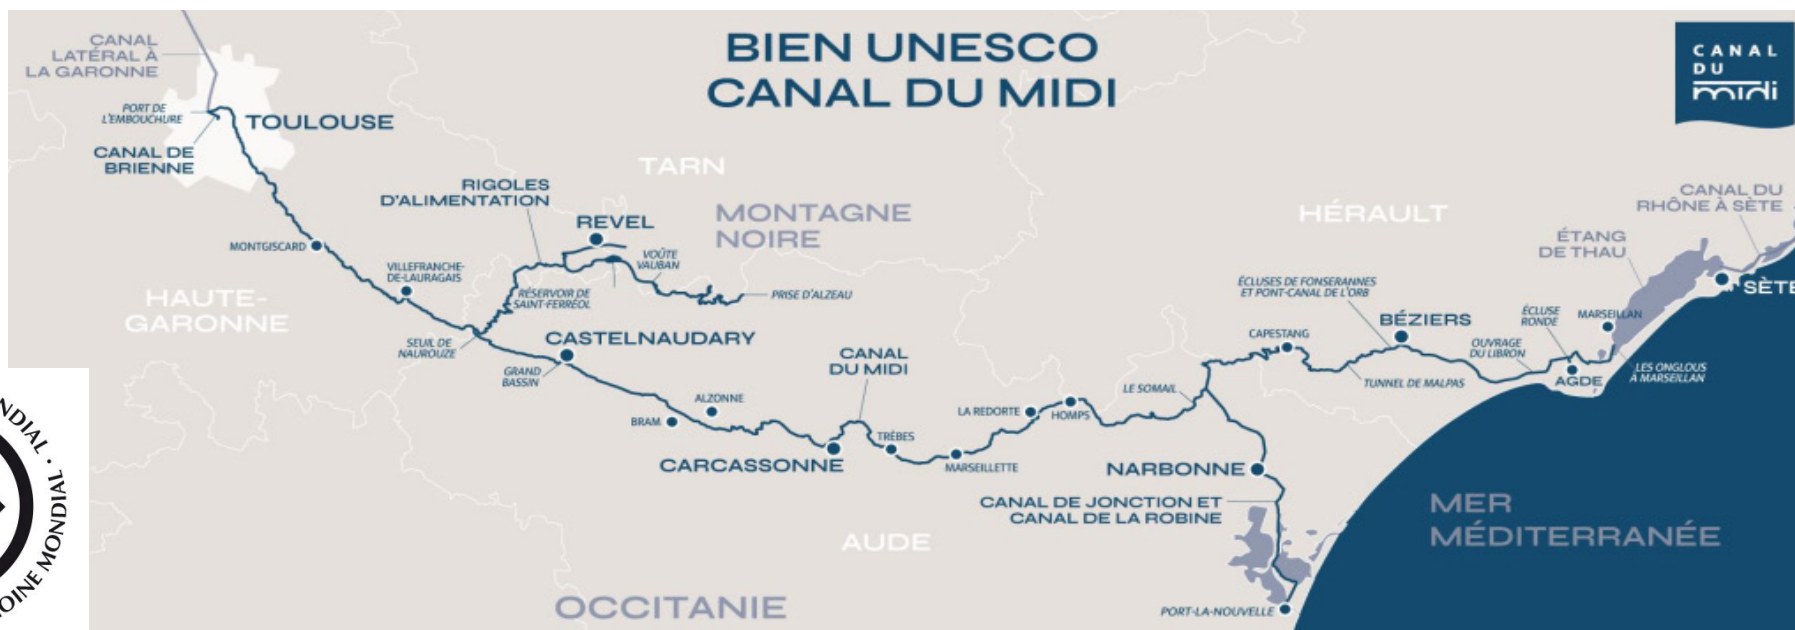 BIEN UNESCO
CANAL DU MIDI
CANAL
DU
midi
CANAL
LATÉRAL À
LA GARONNE
PORT DE
L'EMBOUCHURE
TOULOUSE
CANAL DE
BRIENNE
TARN
RIGOLES
D'ALIMENTATION
REVEL
MONTAGNE
NOIRE
HÉRAULT
CANAL DU
RHÔNE À SÈTE
ÉTANG
DE THAU
MONTGISCARD
VILLEFRANCHE-
DE-LAURAGAIS
VOÛTE
VAUBAN
RÉSERVOIR DE
SAINT-FERRÉOL
PRISE D'ALZEAU
HAUTE-
GARONNE
ÉCLUSES DE FONSERANNES
ET PONT-CANAL DE L'ORB
SÈTE
SEUIL DE
NAUROUZE
CASTELNAUDARY
GRAND
BASSIN
CANAL
DU MIDI
CAPESTANG
BÉZIERS
ÉCLUSE
RONDE
MARSEILLAN
OUVRAGE
DU LIBRON
TUNNEL DE MALPAS
AGDE
LES ONGLOUS
À MARSEILLAN
ALZONNE
BRAM
LE SOMAIL
LA REDORTE
HOMPS
TRÈBES
CARCASSONNE
MARSEILLETTE
NARBONNE
CANAL DE JONCTION ET
CANAL DE LA ROBINE
MER
MÉDITERRANÉE
AUDE
OCCITANIE
PORT-LA-NOUVELLE
MONDIAL